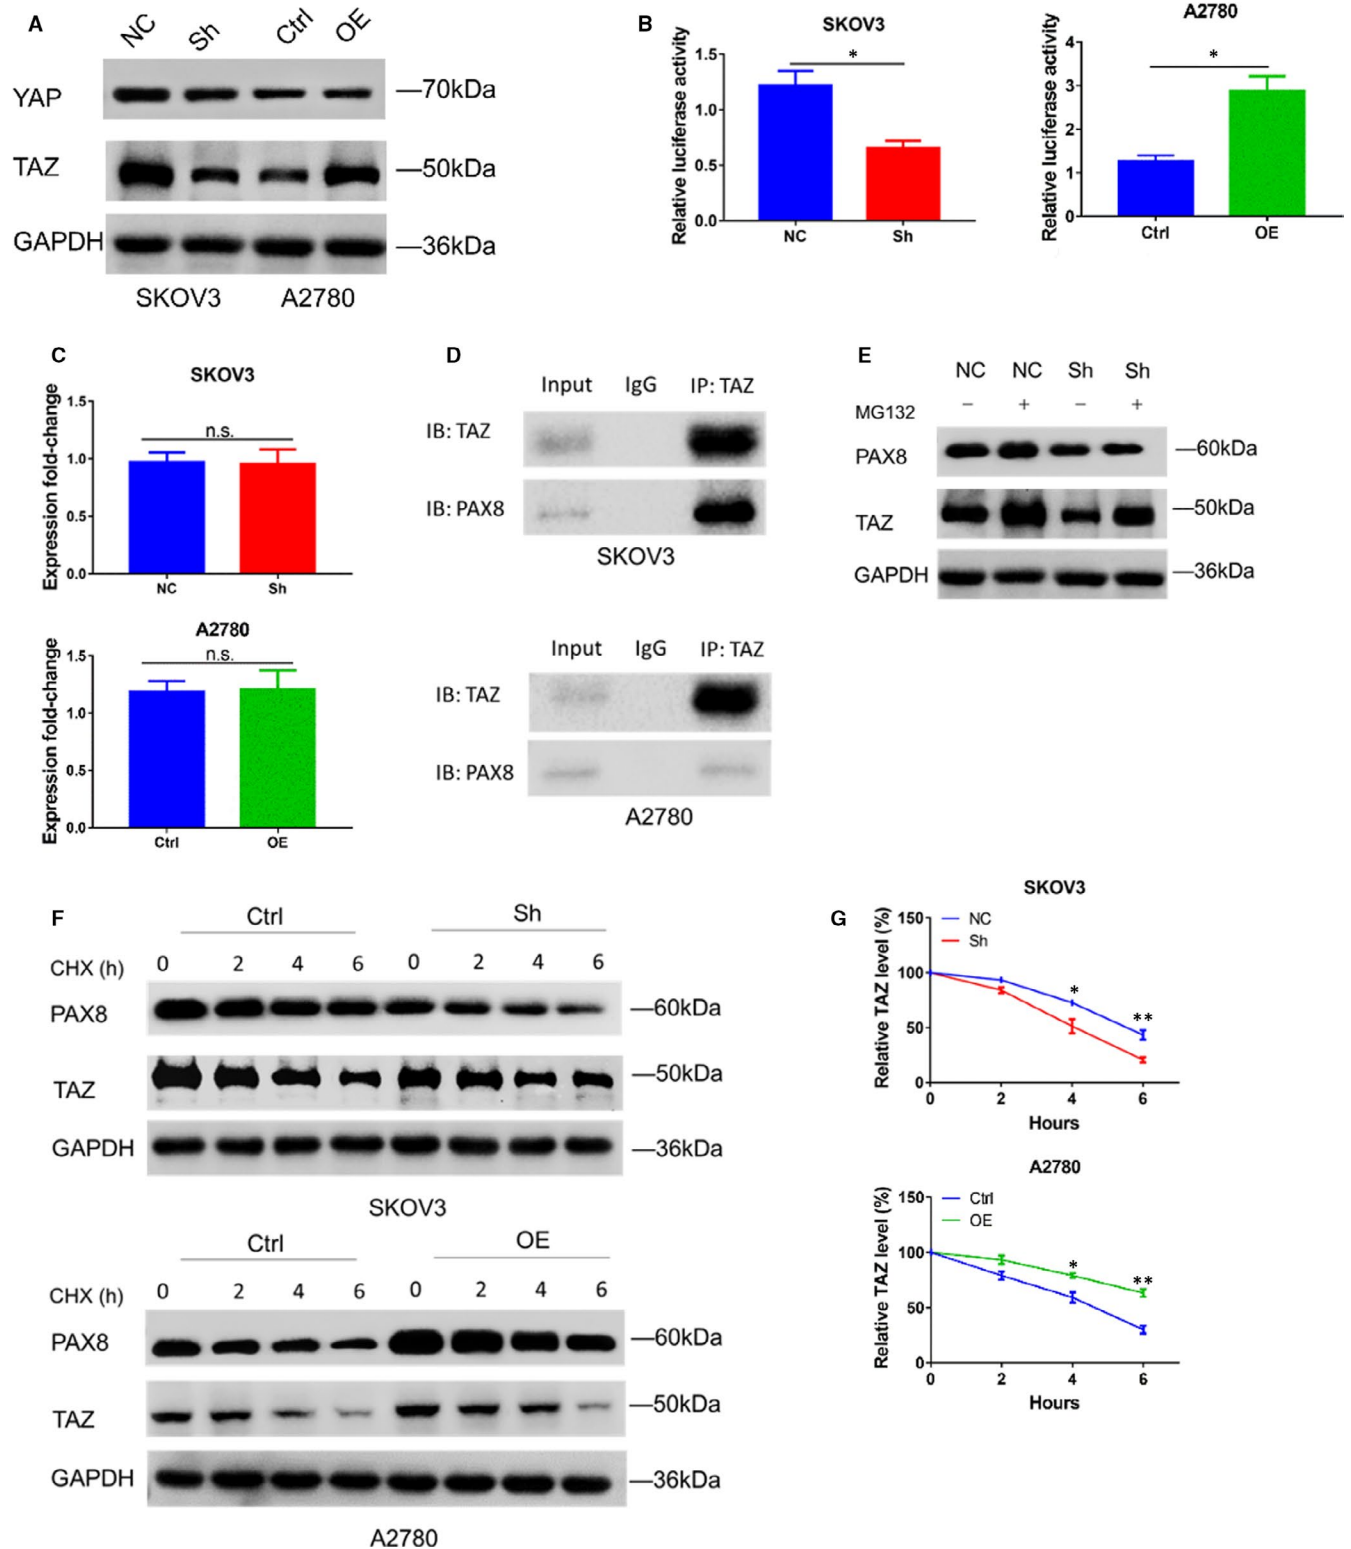 A
NC Sh Ctrl OE
YAP —70kDa
TAZ —50kDa
GAPDH —36kDa
SKOV3 A2780
B
SKOV3
Relative luciferase activity
1.5
1.0
0.5
0.0
*
NC Sh
A2780
Relative luciferase activity
4
3
2
1
0
*
Ctrl OE
C
SKOV3
Expression fold-change
1.5
1.0
0.5
0.0
n.s.
NC Sh
A2780
Expression fold-change
1.5
1.0
0.5
0.0
n.s.
Ctrl OE
D
Input IgG IP: TAZ
IB: TAZ
IB: PAX8
SKOV3
Input IgG IP: TAZ
IB: TAZ
IB: PAX8
A2780
E
NC NC Sh Sh
MG132 − + − +
PAX8 —60kDa
TAZ —50kDa
GAPDH —36kDa
F
Ctrl Sh
CHX (h) 0 2 4 6 0 2 4 6
PAX8 —60kDa
TAZ —50kDa
GAPDH —36kDa
SKOV3
Ctrl OE
CHX (h) 0 2 4 6 0 2 4 6
PAX8 —60kDa
TAZ —50kDa
GAPDH —36kDa
A2780
G
SKOV3
Relative TAZ level (%)
150
100
50
0
NC
Sh
* **
0 2 4 6
Hours
A2780
Relative TAZ level (%)
150
100
50
0
Ctrl
OE
* **
0 2 4 6
Hours